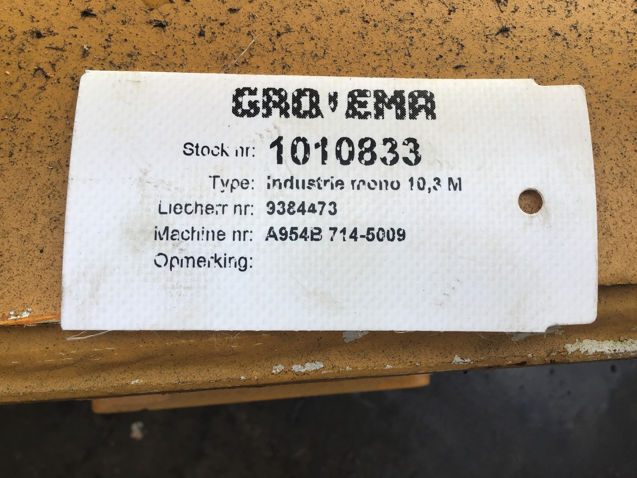 GROVEMA
Stock nr: 1010833
Type: Industrie mono 10,3 M
Liebherr nr: 9384473
Machine nr: A954B 714-5009
Opmerking: